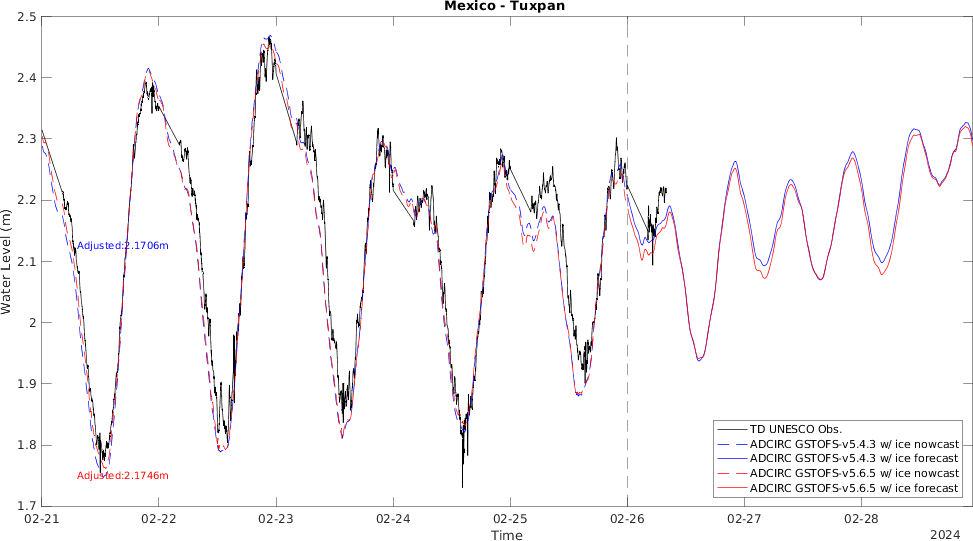 Mexico - Tuxpan
2.5
2.4
2.3
2.2
2.1
2
1.9
1.8
1.7
Water Level (m)
Adjusted:2.1706m
Adjusted:2.1746m
TD UNESCO Obs.
ADCIRC GSTOFS-v5.4.3 w/ ice nowcast
ADCIRC GSTOFS-v5.4.3 w/ ice forecast
ADCIRC GSTOFS-v5.6.5 w/ ice nowcast
ADCIRC GSTOFS-v5.6.5 w/ ice forecast
02-21 02-22 02-23 02-24 02-25 02-26 02-27 02-28
Time
2024